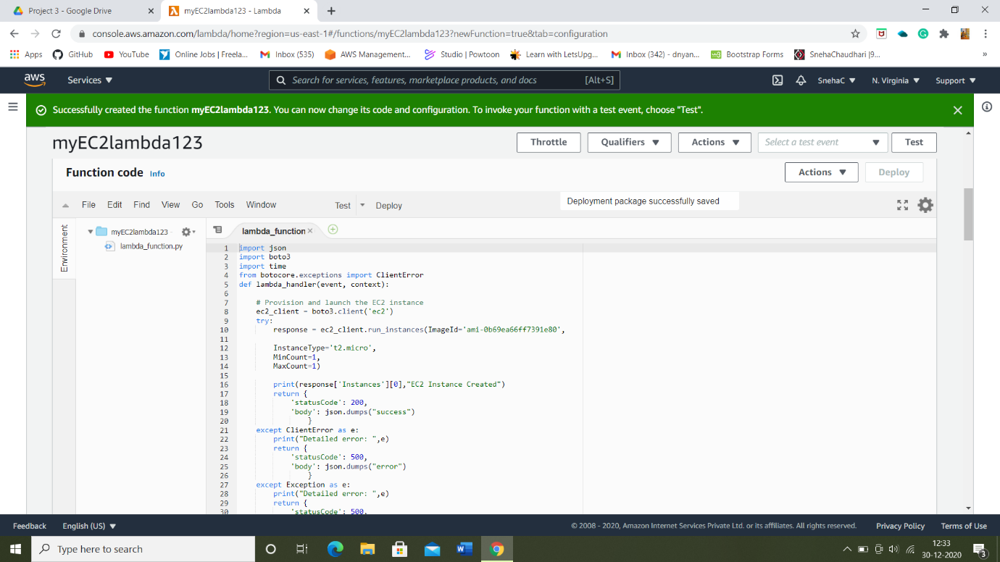 Project 3 - Google Drive
myEC2lambda123 - Lambda
console.aws.amazon.com/lambda/home?region=us-east-1#/functions/myEC2lambda123?newFunction=true&tab=configuration
Apps GitHub YouTube Online Jobs | Freela... Inbox (535) AWS Management... Studio | Powtoon Learn with LetsUpg... Inbox (342) - dnyan... Bootstrap Forms SnehaChaudhari |9... »
aws Services Search for services, features, marketplace products, and docs [Alt+S] SnehaC N. Virginia Support
Successfully created the function myEC2lambda123. You can now change its code and configuration. To invoke your function with a test event, choose "Test".
myEC2lambda123 Throttle Qualifiers Actions Select a test event Test
Function code Info Actions Deploy
File Edit Find View Go Tools Window Test Deploy Deployment package successfully saved
Environment
myEC2lambda123 -
lambda_function.py
lambda_function
1 import json
2 import boto3
3 import time
4 from botocore.exceptions import ClientError
5 def lambda_handler(event, context):
6
7 # Provision and launch the EC2 instance
8 ec2_client = boto3.client('ec2')
9 try:
10 response = ec2_client.run_instances(ImageId='ami-0b69ea66ff7391e80',
11
12 InstanceType='t2.micro',
13 MinCount=1,
14 MaxCount=1)
15
16 print(response['Instances'][0],"EC2 Instance Created")
17 return {
18 'statusCode': 200,
19 'body': json.dumps("success")
20 }
21 except ClientError as e:
22 print("Detailed error: ",e)
23 return {
24 'statusCode': 500,
25 'body': json.dumps("error")
26 }
27 except Exception as e:
28 print("Detailed error: ",e)
29 return {
30 'statusCode': 500,
Feedback English (US) © 2008 - 2020, Amazon Internet Services Private Ltd. or its affiliates. All rights reserved. Privacy Policy Terms of Use
Type here to search
12:33
30-12-2020
3